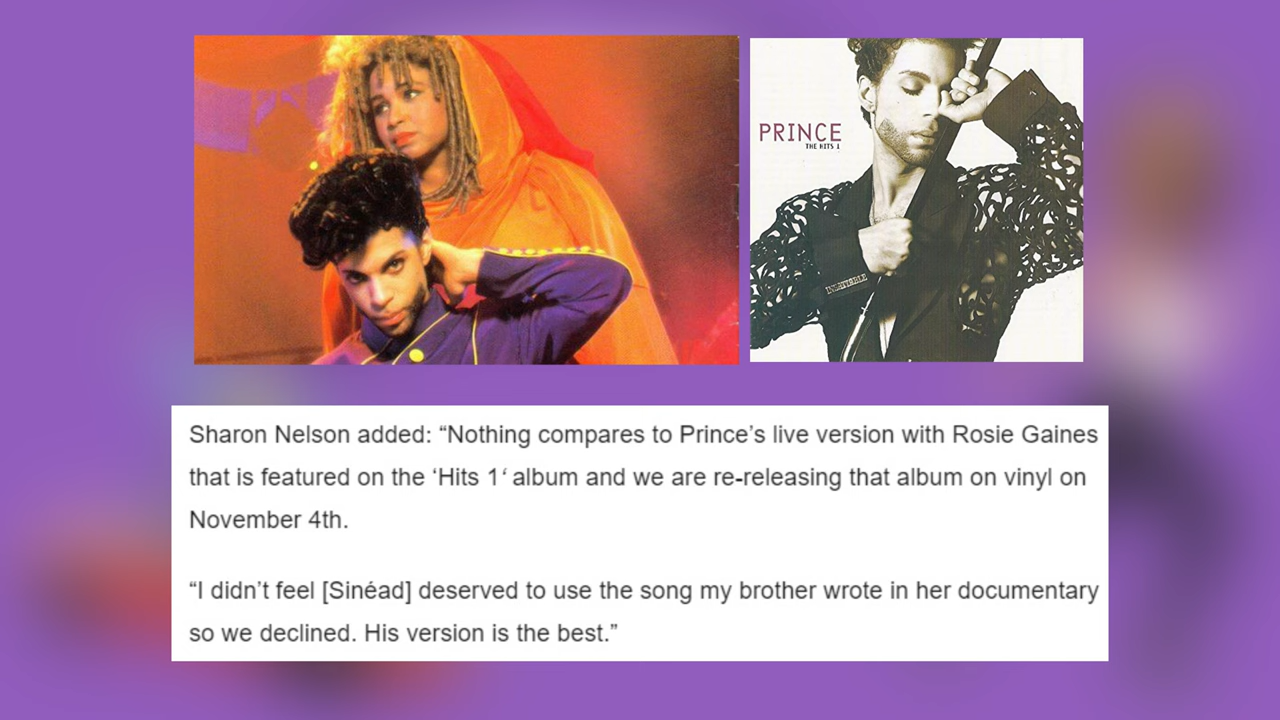 PRINCE
THE HITS 1
Sharon Nelson added: “Nothing compares to Prince’s live version with Rosie Gaines
that is featured on the ‘Hits 1‘ album and we are re-releasing that album on vinyl on
November 4th.
“I didn’t feel [Sinéad] deserved to use the song my brother wrote in her documentary
so we declined. His version is the best.”